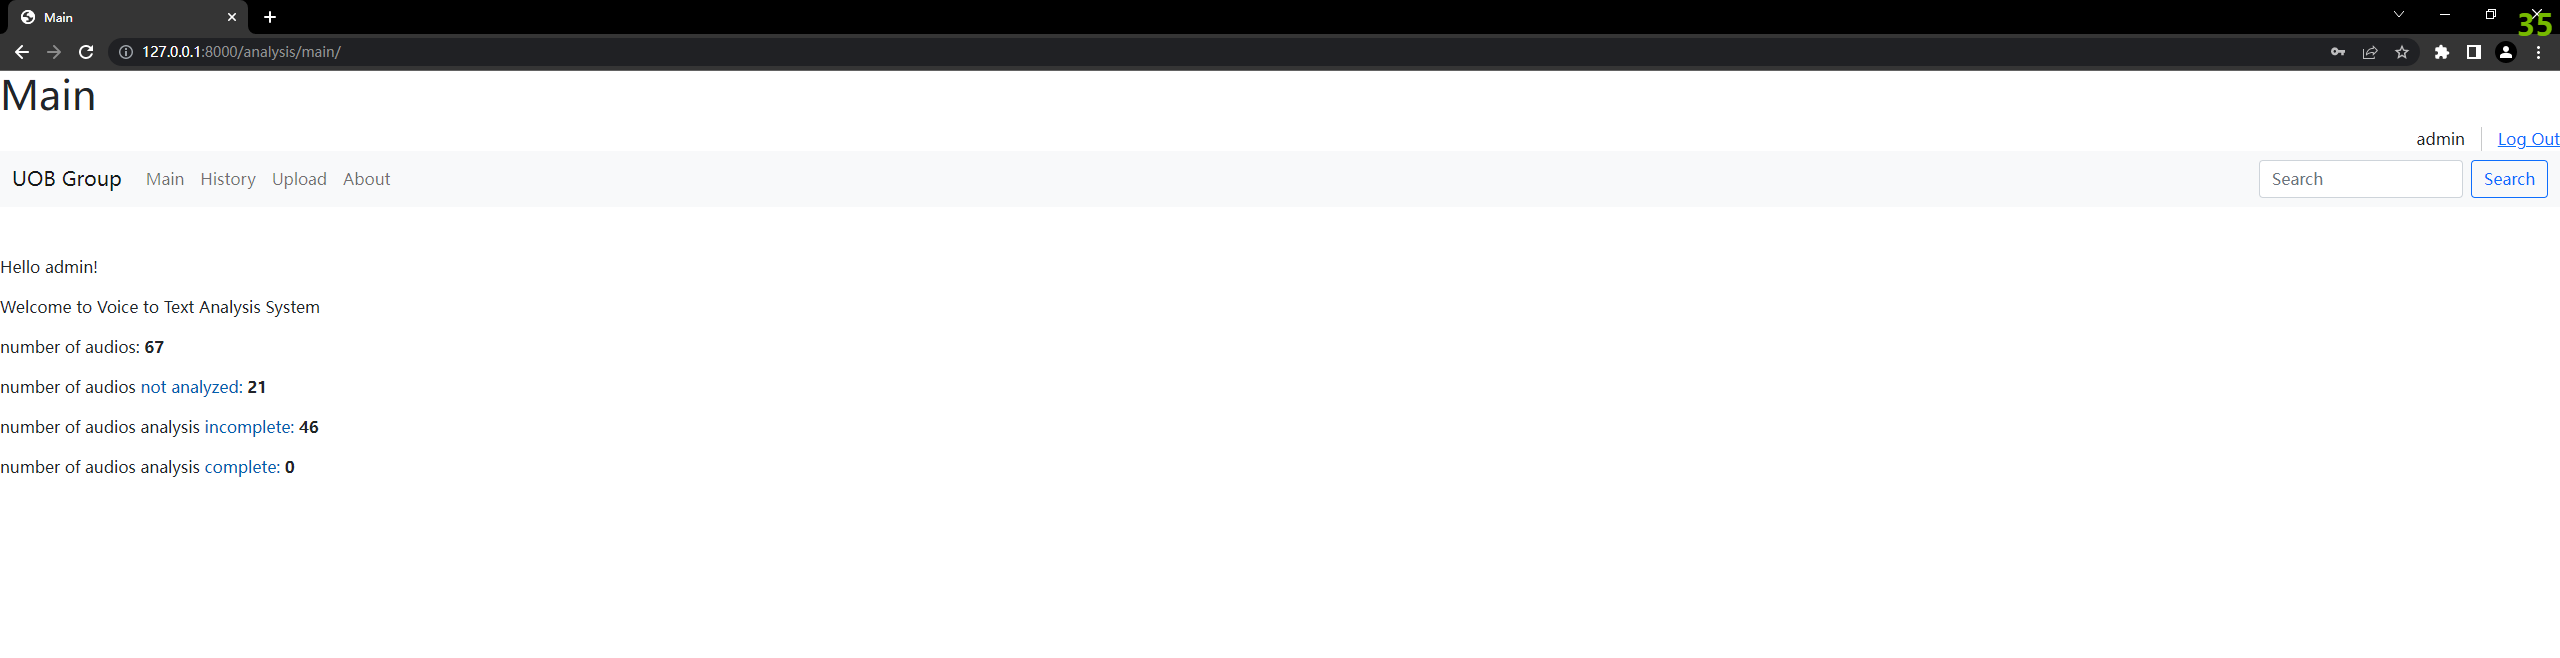 Main
35
127.0.0.1:8000/analysis/main/
Main
admin Log Out
UOB Group Main History Upload About Search Search
Hello admin!
Welcome to Voice to Text Analysis System
number of audios: 67
number of audios not analyzed: 21
number of audios analysis incomplete: 46
number of audios analysis complete: 0